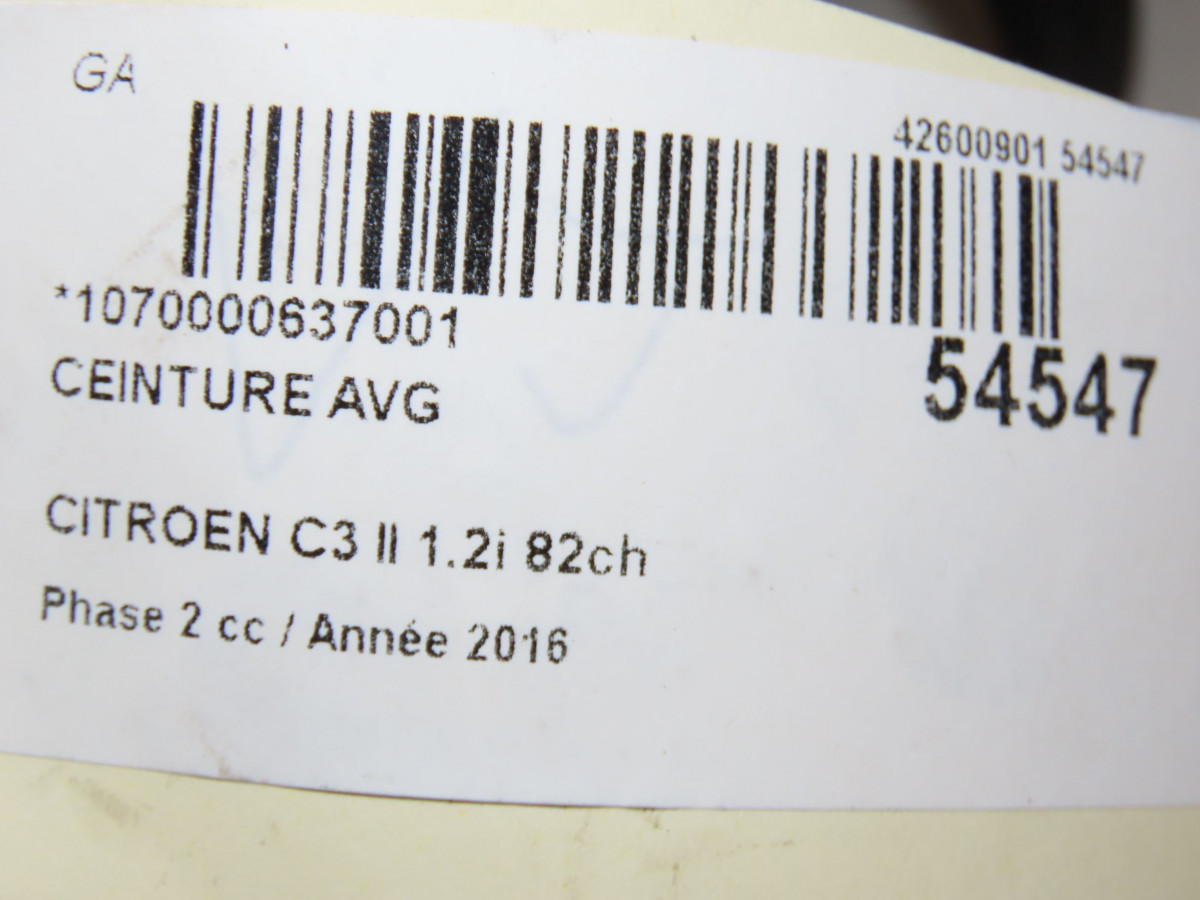 GA
42600901 54547
*1070000637001
54547
CEINTURE AVG
CITROEN C3 II 1.2i 82ch
Phase 2 cc / Année 2016